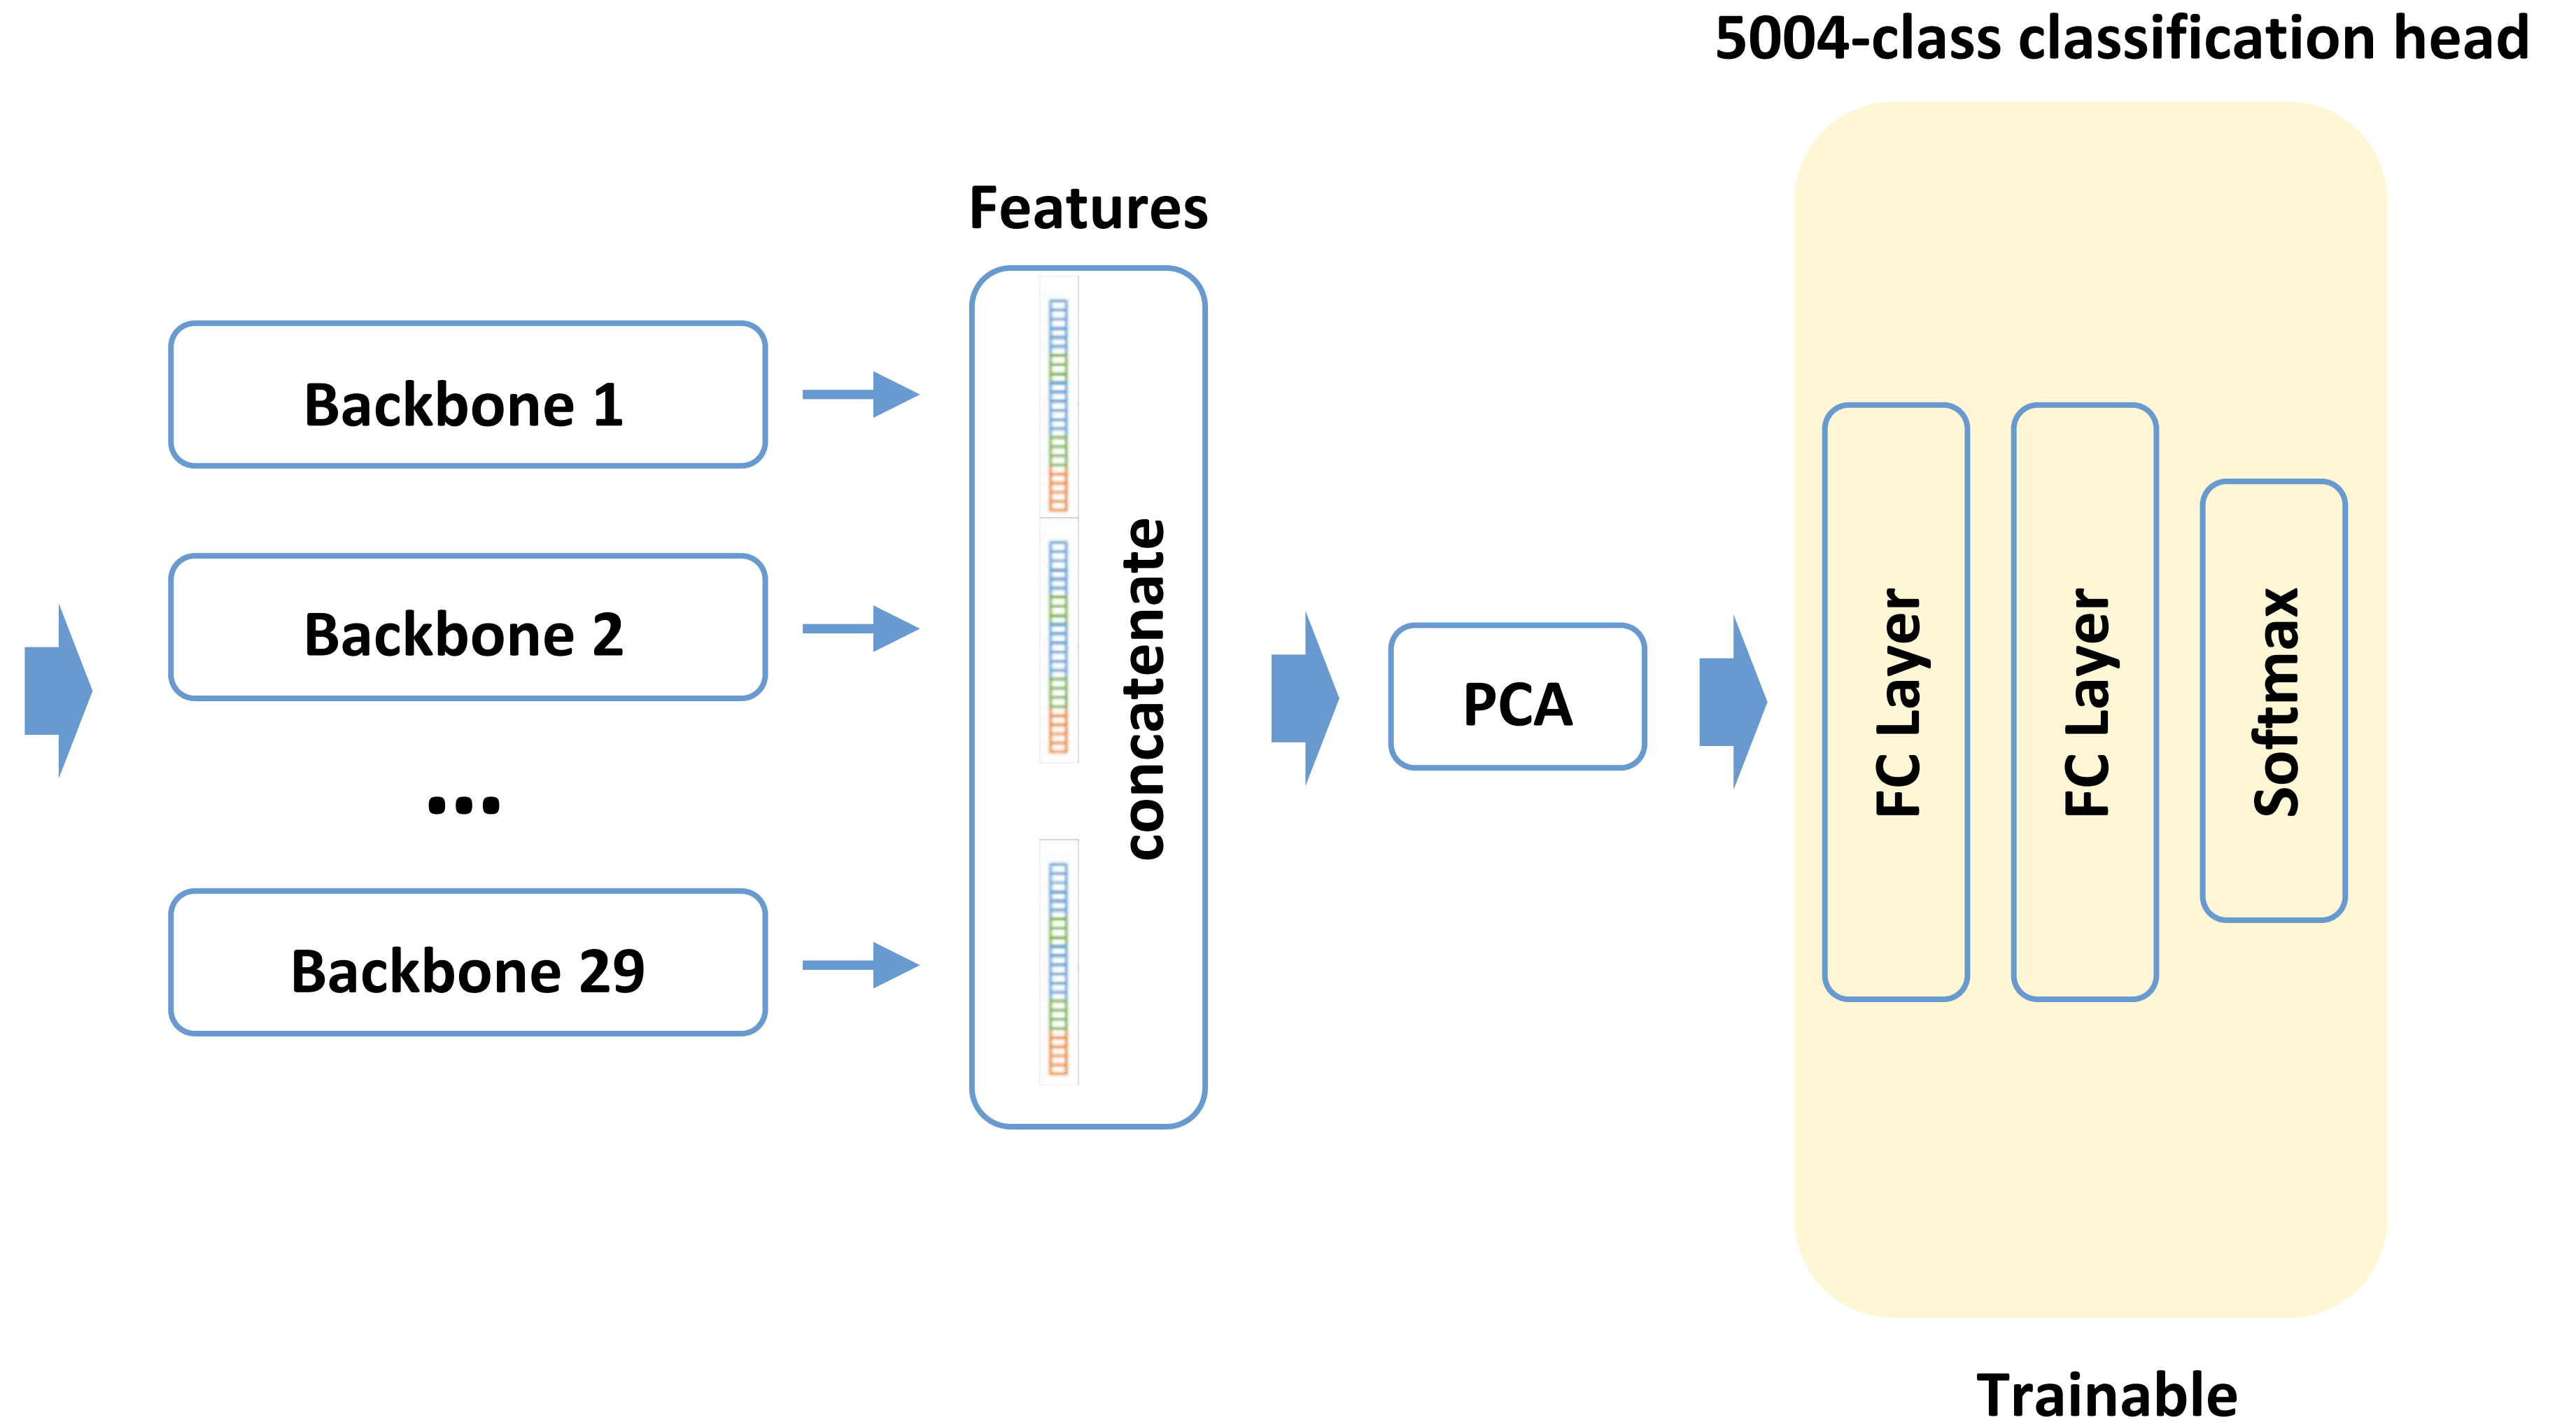 5004-class classification head
Features
Backbone 1
Backbone 2
...
Backbone 29
concatenate
PCA
FC Layer
FC Layer
Softmax
Trainable